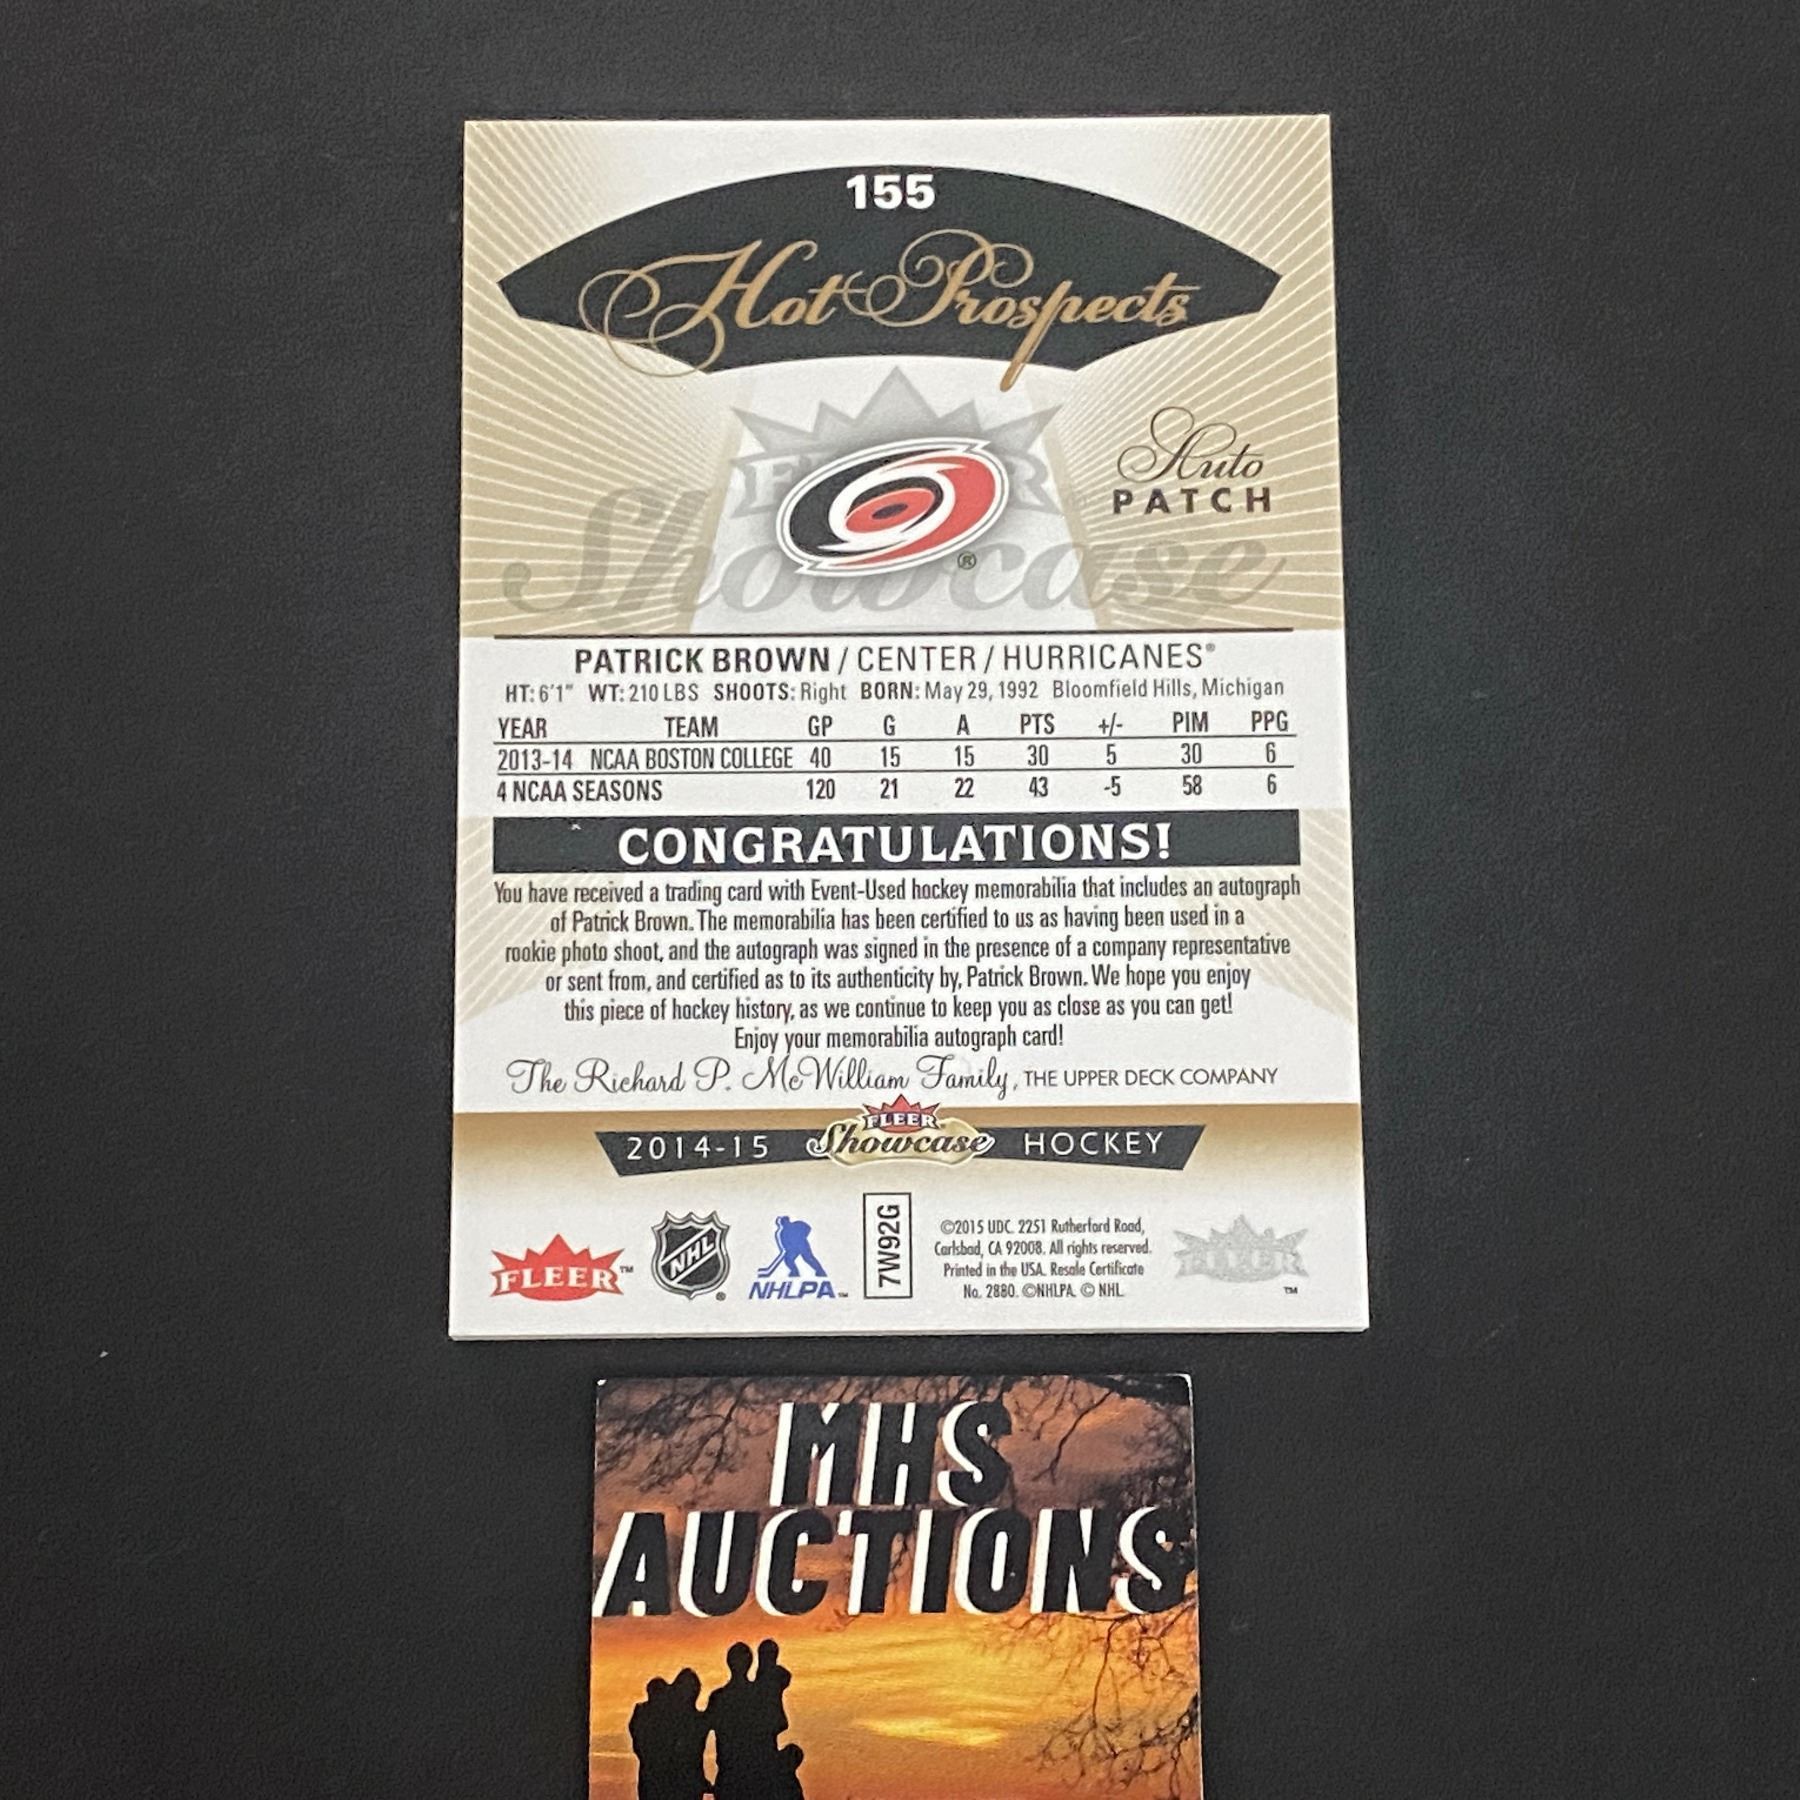 155
Hot Prospects
FLEER
Showcase
®
Auto
PATCH
PATRICK BROWN / CENTER / HURRICANES®
HT: 6'1" WT: 210 LBS SHOOTS: Right BORN: May 29, 1992 Bloomfield Hills, Michigan
YEAR TEAM GP G A PTS +/- PIM PPG
2013-14 NCAA BOSTON COLLEGE 40 15 15 30 5 30 6
4 NCAA SEASONS 120 21 22 43 -5 58 6
CONGRATULATIONS!
You have received a trading card with Event-Used hockey memorabilia that includes an autograph
of Patrick Brown. The memorabilia has been certified to us as having been used in a
rookie photo shoot, and the autograph was signed in the presence of a company representative
or sent from, and certified as to its authenticity by, Patrick Brown. We hope you enjoy
this piece of hockey history, as we continue to keep you as close as you can get!
Enjoy your memorabilia autograph card!
The Richard P. McWilliam Family, THE UPPER DECK COMPANY
2014-15 FLEER Showcase HOCKEY
FLEER™
NHL®
NHLPA™
7W92G
©2015 UDC. 2251 Rutherford Road,
Carlsbad, CA 92008. All rights reserved.
Printed in the USA. Resale Certificate
No. 2880. ©NHLPA. © NHL.
FLEER
™
MHS
AUCTIONS